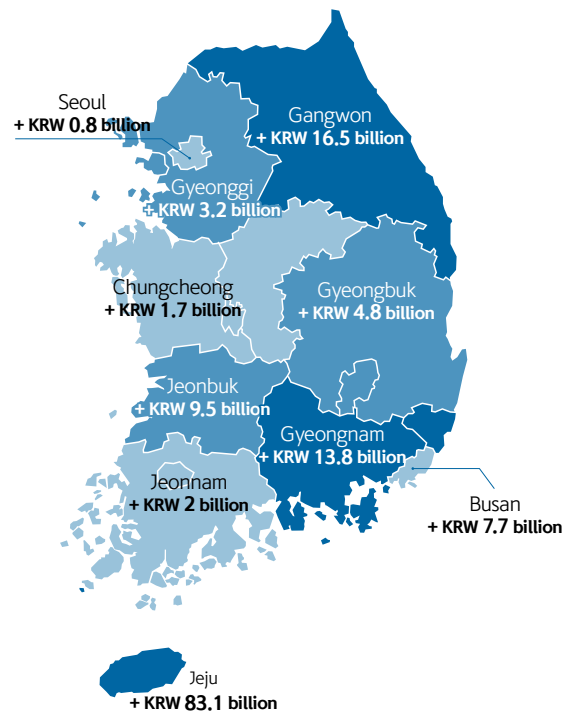 Seoul
+ KRW 0.8 billion
Gangwon
+ KRW 16.5 billion
Gyeonggi
+ KRW 3.2 billion
Chungcheong
+ KRW 1.7 billion
Gyeongbuk
+ KRW 4.8 billion
Jeonbuk
+ KRW 9.5 billion
Gyeongnam
+ KRW 13.8 billion
Jeonnam
+ KRW 2 billion
Busan
+ KRW 7.7 billion
Jeju
+ KRW 83.1 billion